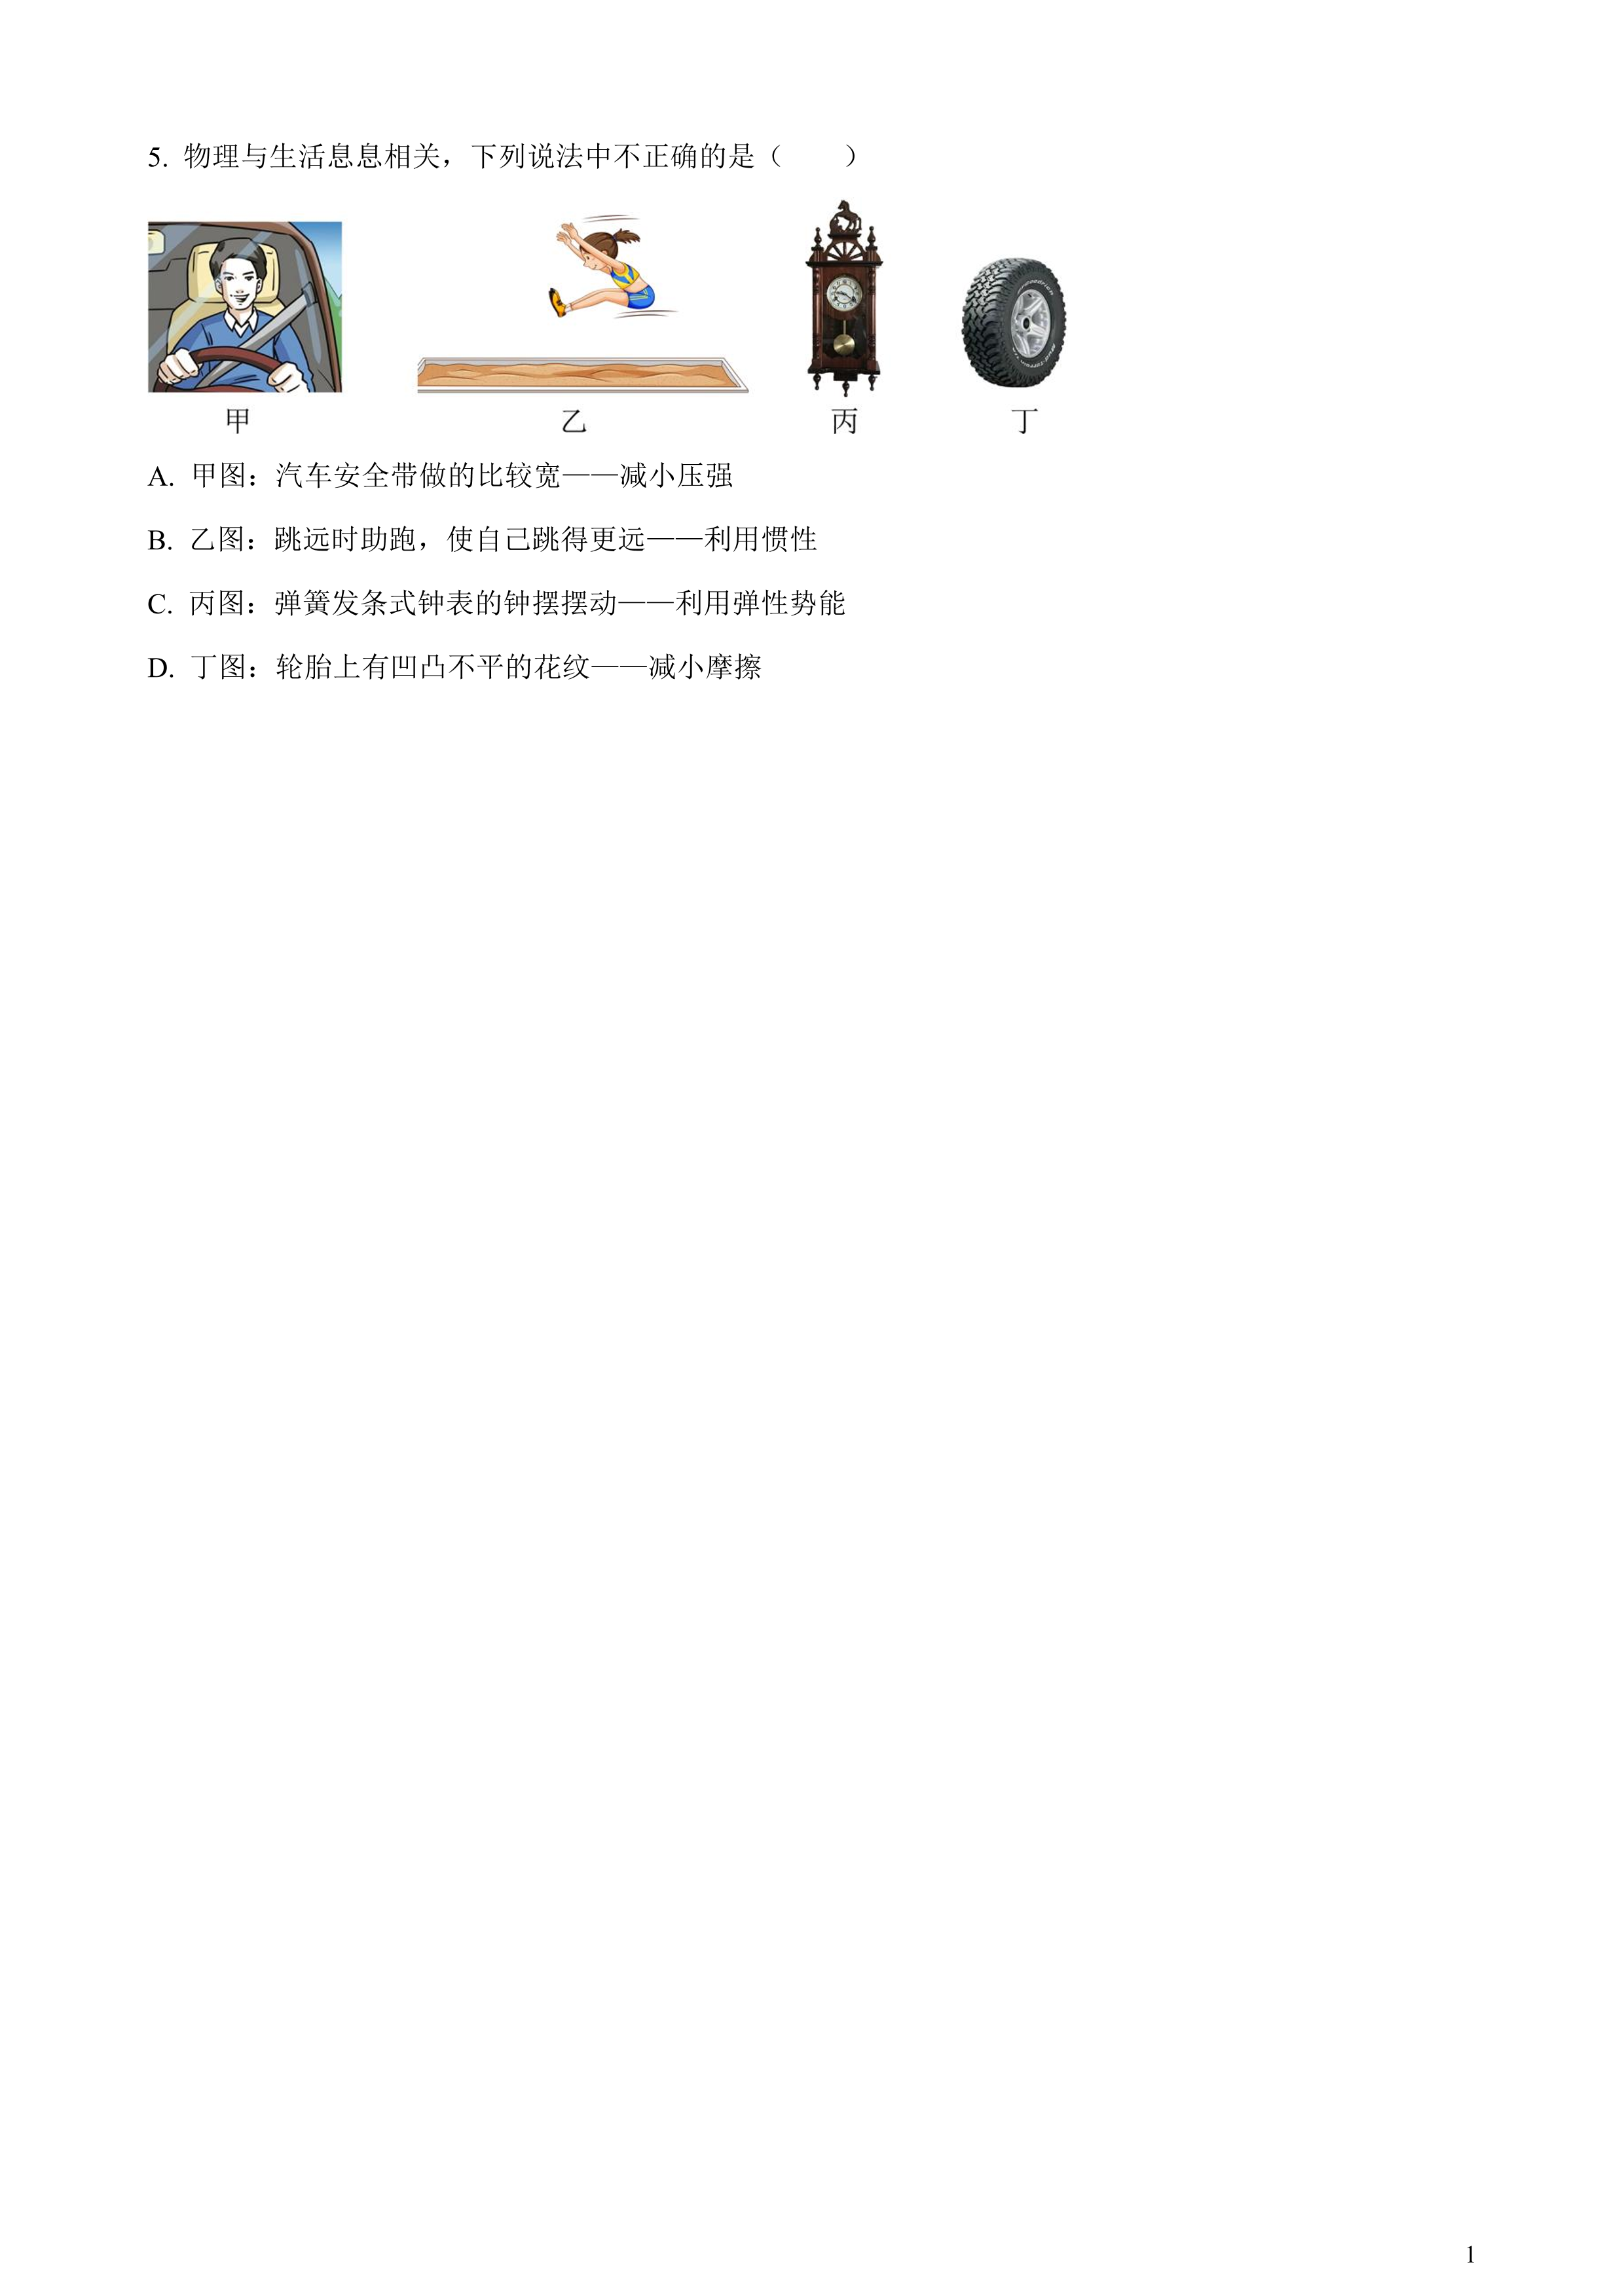 5. 物理与生活息息相关，下列说法中不正确的是（　　）
甲 乙 丙 丁
A. 甲图：汽车安全带做的比较宽——减小压强
B. 乙图：跳远时助跑，使自己跳得更远——利用惯性
C. 丙图：弹簧发条式钟表的钟摆摆动——利用弹性势能
D. 丁图：轮胎上有凹凸不平的花纹——减小摩擦
1